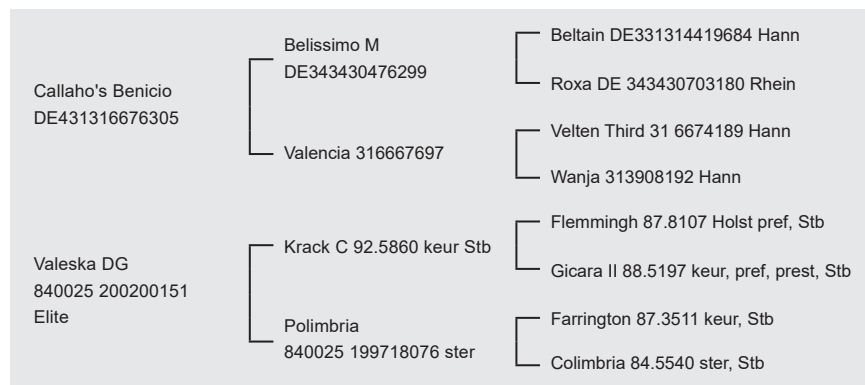 Callaho's Benicio
DE431316676305
Belissimo M
DE343430476299
Beltain DE331314419684 Hann
Roxa DE 343430703180 Rhein
Valencia 316667697
Velten Third 31 6674189 Hann
Wanja 313908192 Hann
Valeska DG
840025 200200151
Elite
Krack C 92.5860 keur Stb
Flemmingh 87.8107 Holst pref, Stb
Gicara II 88.5197 keur, pref, prest, Stb
Polimbria
840025 199718076 ster
Farrington 87.3511 keur, Stb
Colimbria 84.5540 ster, Stb